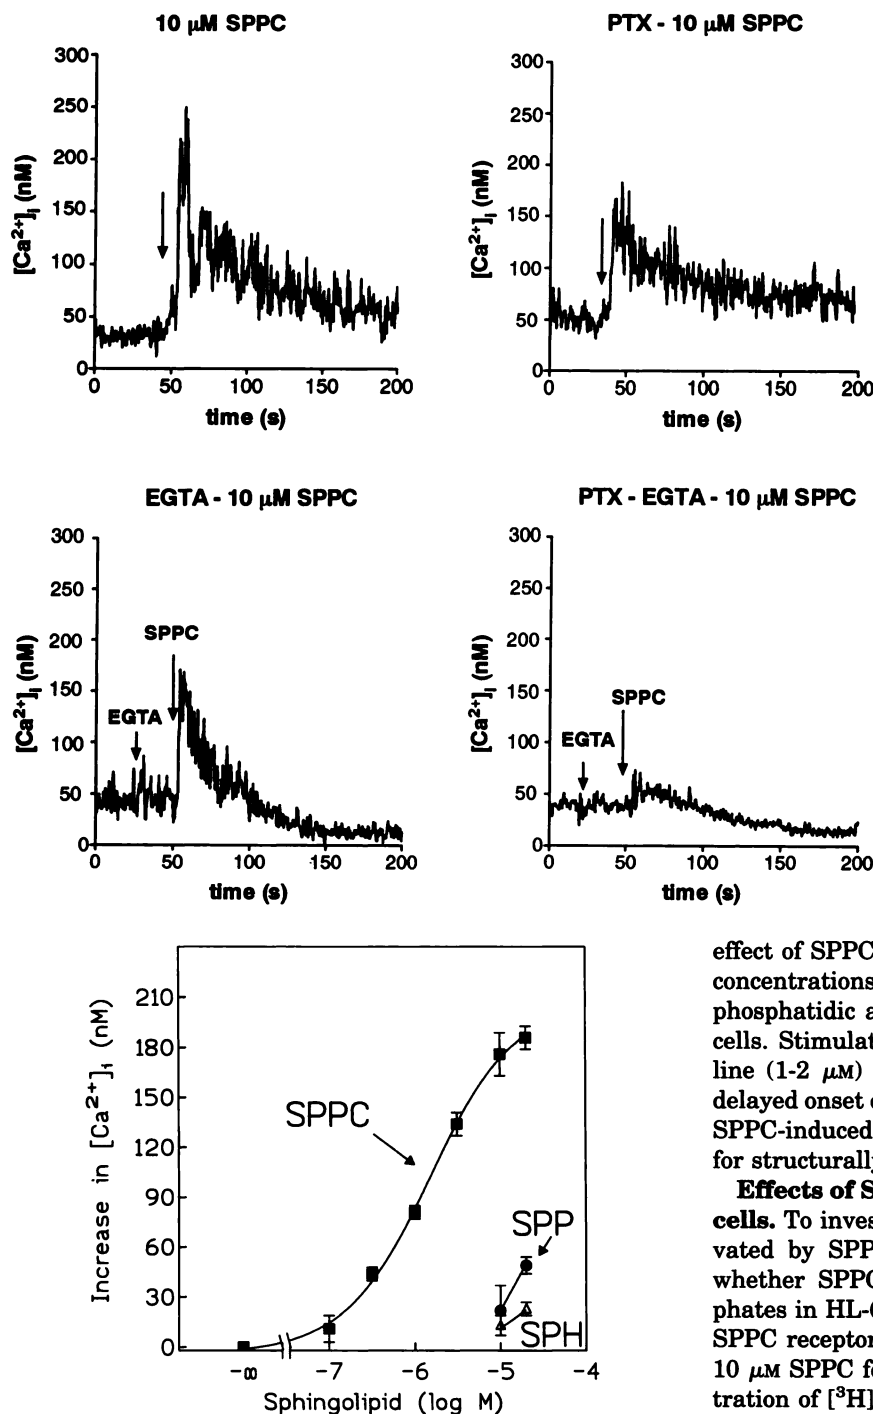 10 μM SPPC
300
250
200
150
100
50
0
[Ca²⁺]ᵢ (nM)
0 50 100 150 200
time (s)
PTX - 10 μM SPPC
300
250
200
150
100
50
0
[Ca²⁺]ᵢ (nM)
0 50 100 150 200
time (s)
EGTA - 10 μM SPPC
300
250
200
150
100
50
0
[Ca²⁺]ᵢ (nM)
SPPC
EGTA
0 50 100 150 200
time (s)
PTX - EGTA - 10 μM SPPC
300
250
200
150
100
50
0
[Ca²⁺]ᵢ (nM)
SPPC
EGTA
0 50 100 150 200
time (s)
210
180
150
120
90
60
30
0
Increase in [Ca²⁺]ᵢ (nM)
SPPC
SPP
SPH
-∞ -7 -6 -5 -4
Sphingolipid (log M)
effect of SPPC
concentrations
phosphatidic a
cells. Stimulat
line (1-2 μM)
delayed onset
SPPC-induced
for structurally
Effects of S
cells. To inves
vated by SPP
whether SPPC
phates in HL-6
SPPC receptor
10 μM SPPC fo
tration of [³H]